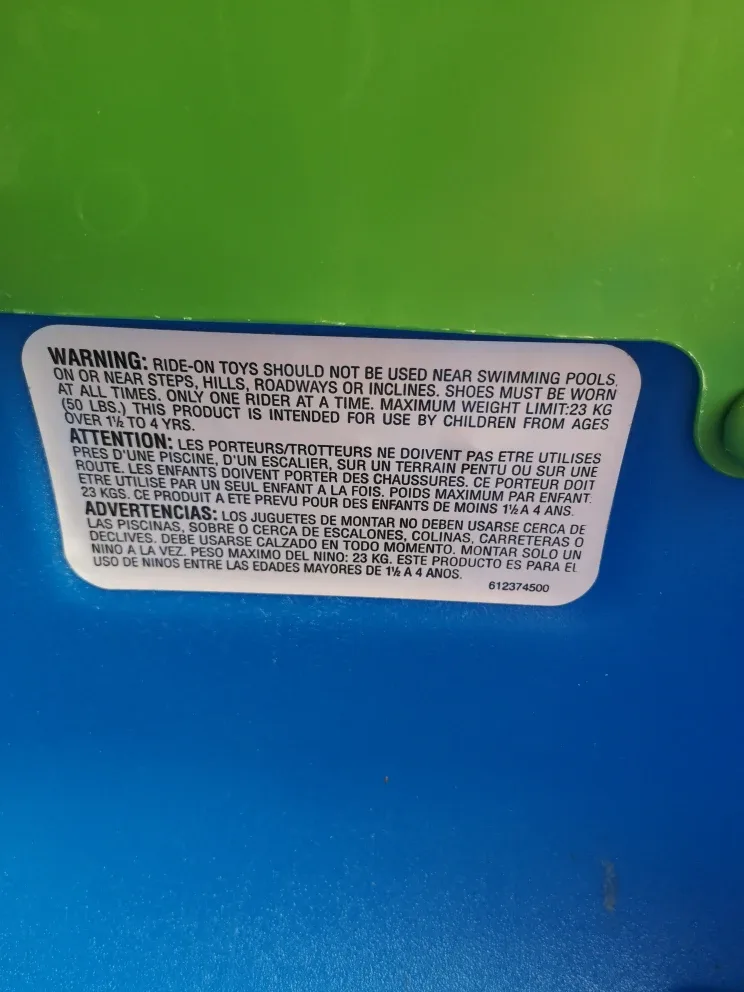 WARNING: RIDE-ON TOYS SHOULD NOT BE USED NEAR SWIMMING POOLS,
ON OR NEAR STEPS, HILLS, ROADWAYS OR INCLINES. SHOES MUST BE WORN
AT ALL TIMES. ONLY ONE RIDER AT A TIME. MAXIMUM WEIGHT LIMIT:23 KG
(50 LBS.) THIS PRODUCT IS INTENDED FOR USE BY CHILDREN FROM AGES
OVER 1½ TO 4 YRS.
ATTENTION: LES PORTEURS/TROTTEURS NE DOIVENT PAS ETRE UTILISES
PRES D'UNE PISCINE, D'UN ESCALIER, SUR UN TERRAIN PENTU OU SUR UNE
ROUTE. LES ENFANTS DOIVENT PORTER DES CHAUSSURES. CE PORTEUR DOIT
ETRE UTILISE PAR UN SEUL ENFANT A LA FOIS. POIDS MAXIMUM PAR ENFANT:
23 KGS. CE PRODUIT A ETE PREVU POUR DES ENFANTS DE MOINS 1½ A 4 ANS.
ADVERTENCIAS: LOS JUGUETES DE MONTAR NO DEBEN USARSE CERCA DE
LAS PISCINAS, SOBRE O CERCA DE ESCALONES, COLINAS, CARRETERAS O
DECLIVES. DEBE USARSE CALZADO EN TODO MOMENTO. MONTAR SOLO UN
NINO A LA VEZ. PESO MAXIMO DEL NINO: 23 KG. ESTE PRODUCTO ES PARA EL
USO DE NINOS ENTRE LAS EDADES MAYORES DE 1½ A 4 ANOS.
612374500